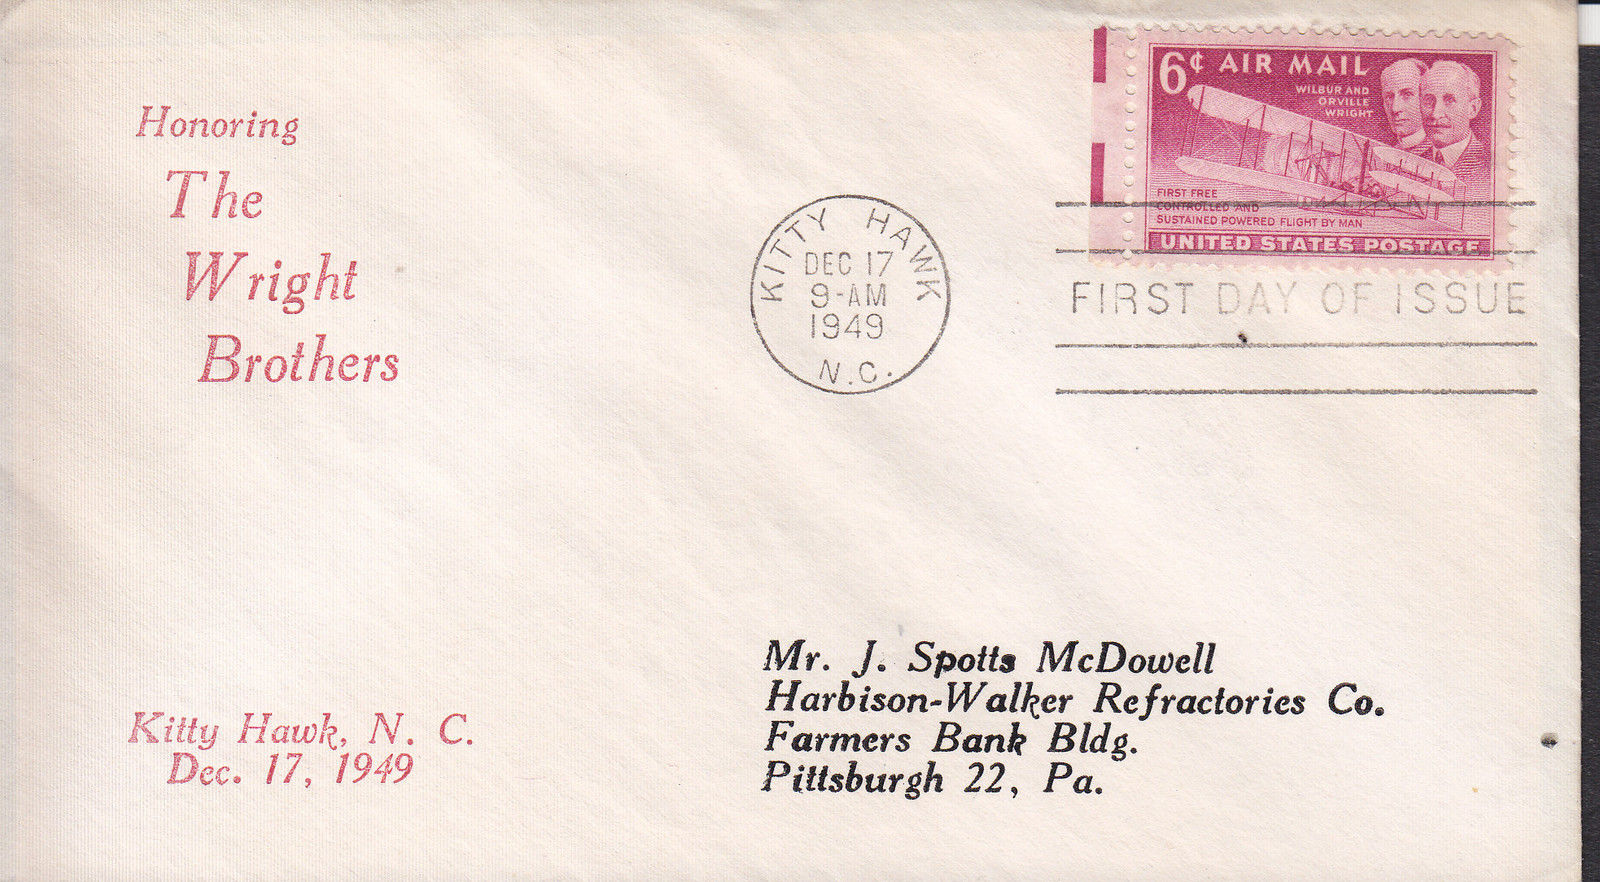 Honoring
The
Wright
Brothers
Kitty Hawk, N. C.
Dec. 17, 1949
KITTY HAWK
DEC 17
9-AM
1949
N.C.
6¢ AIR MAIL
WILBUR AND
ORVILLE
WRIGHT
FIRST FREE
CONTROLLED AND
SUSTAINED POWERED FLIGHT BY MAN
UNITED STATES POSTAGE
FIRST DAY OF ISSUE
Mr. J. Spotts McDowell
Harbison-Walker Refractories Co.
Farmers Bank Bldg.
Pittsburgh 22, Pa.